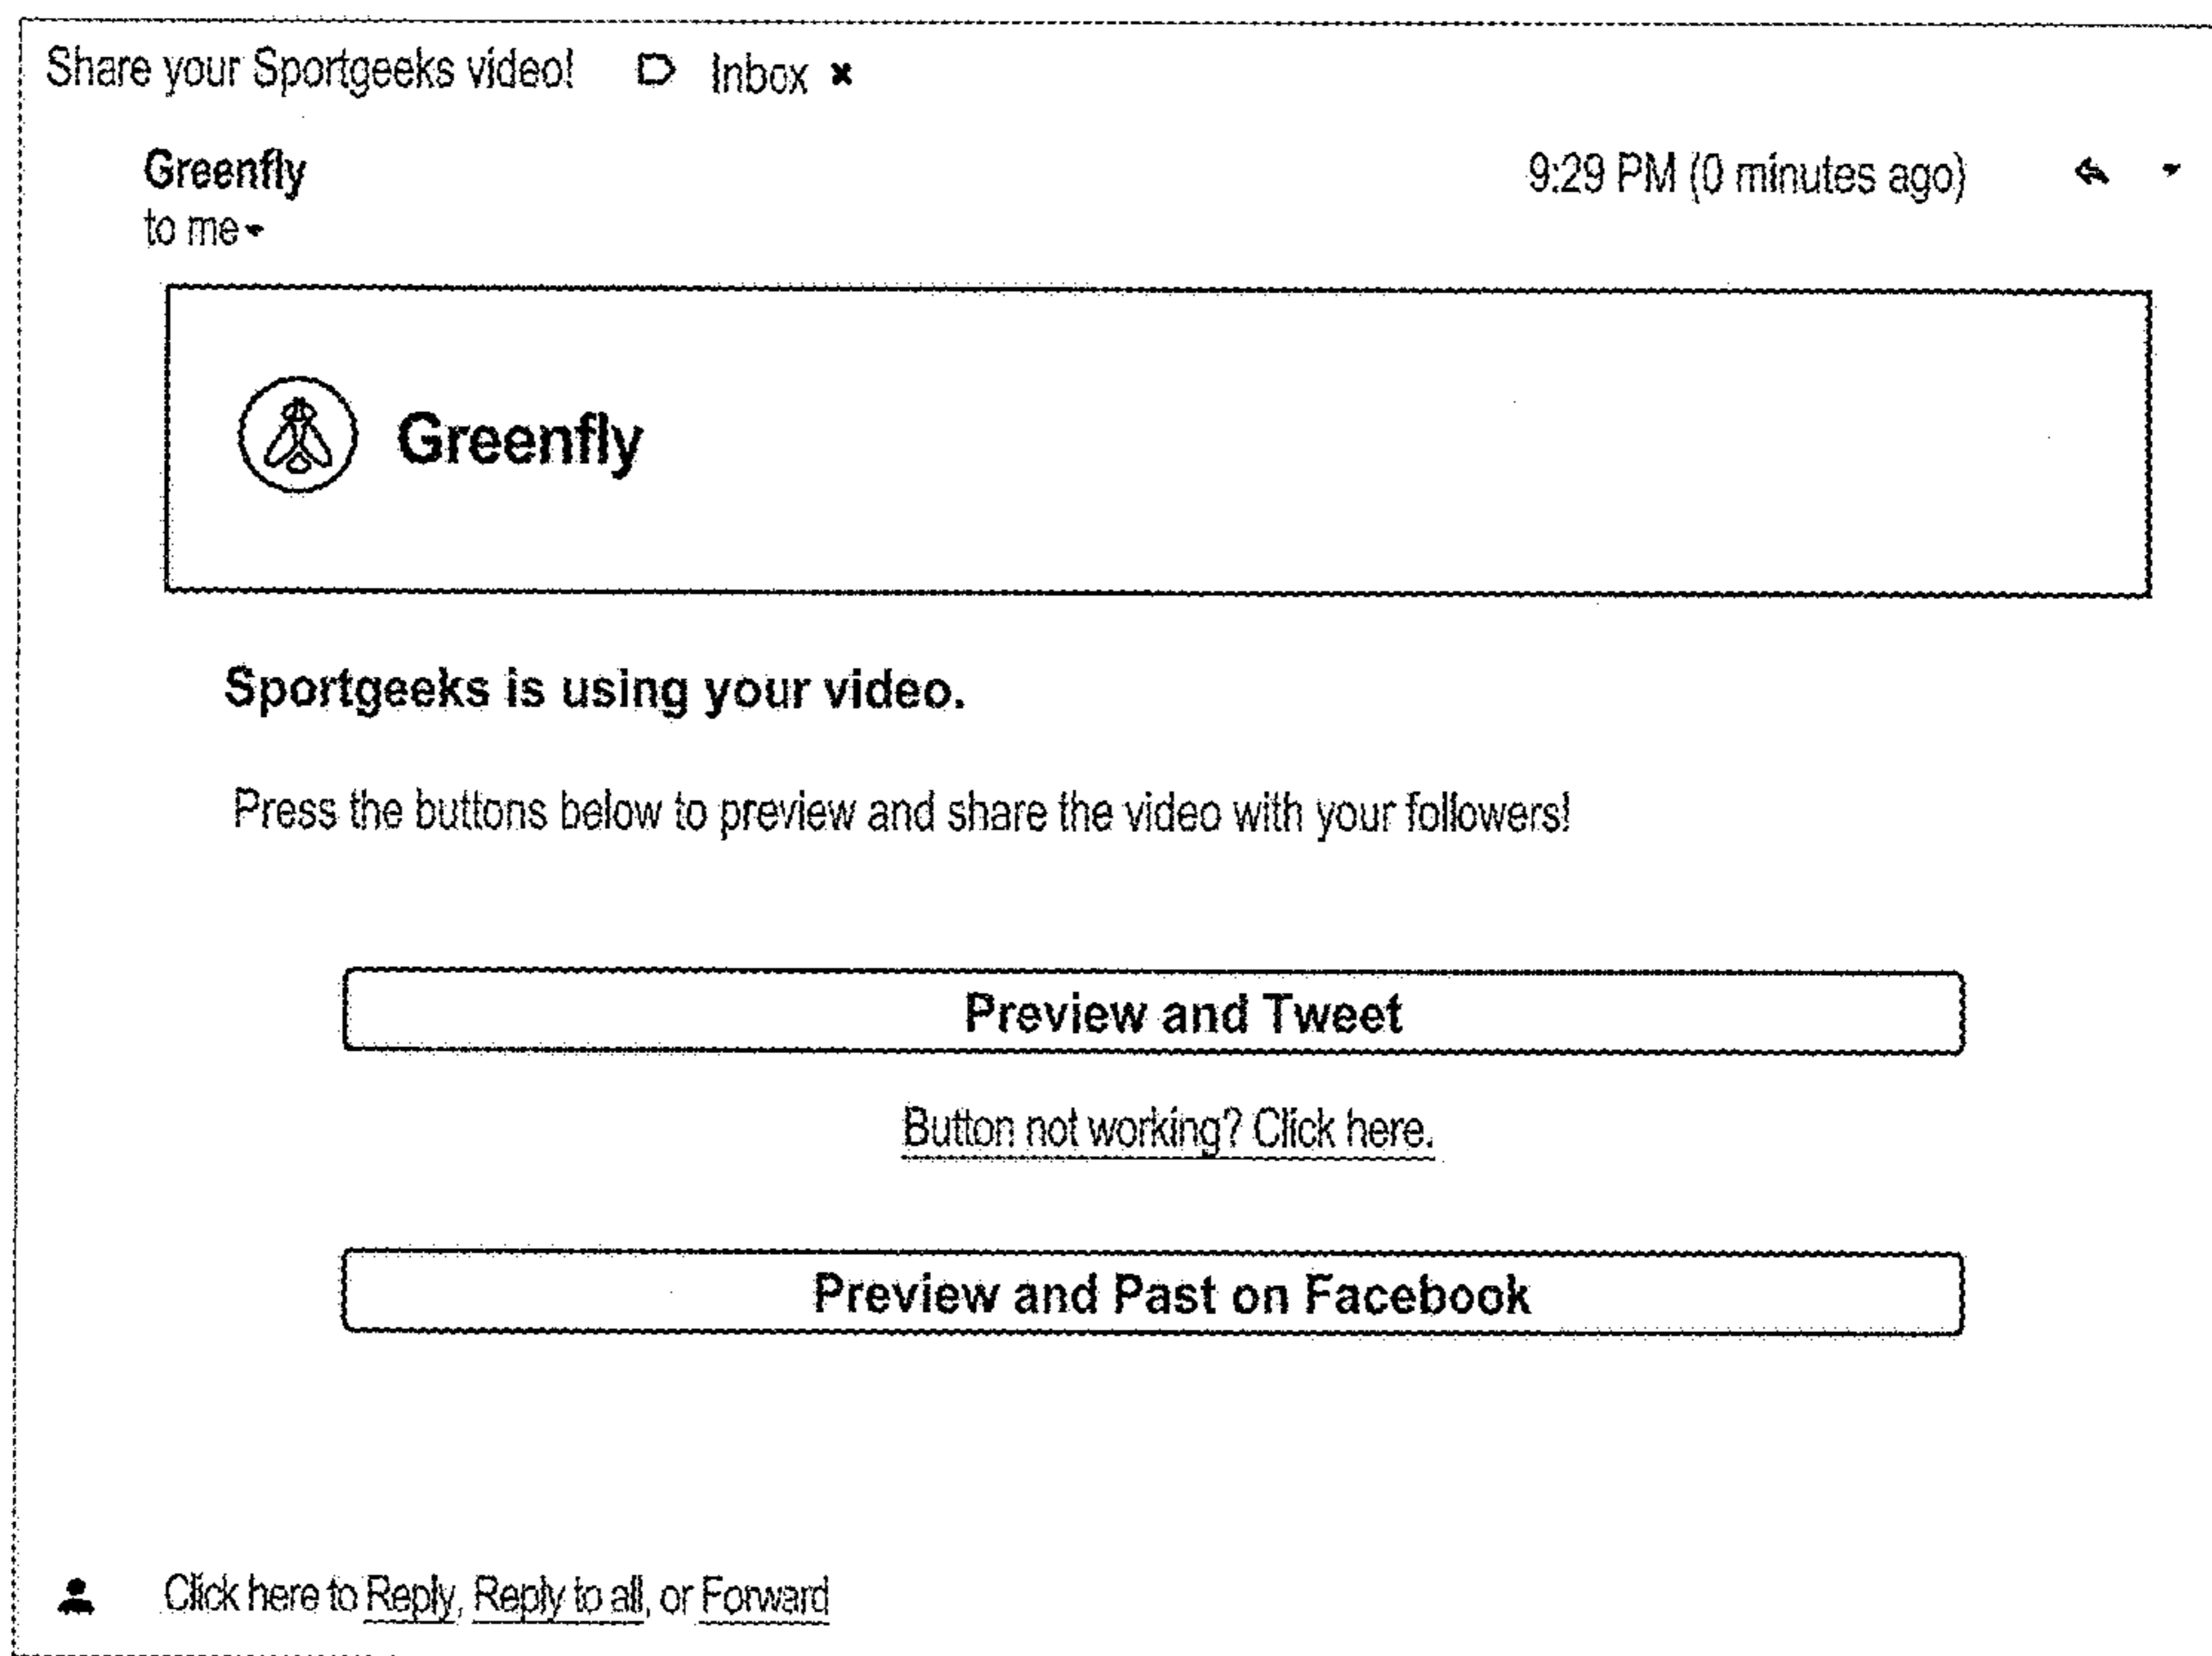 Share your Sportgeeks video! Inbox ×
Greenfly 9:29 PM (0 minutes ago)
to me
Greenfly
Sportgeeks is using your video.
Press the buttons below to preview and share the video with your followers!
Preview and Tweet
Button not working? Click here.
Preview and Past on Facebook
Click here to Reply, Reply to all, or Forward